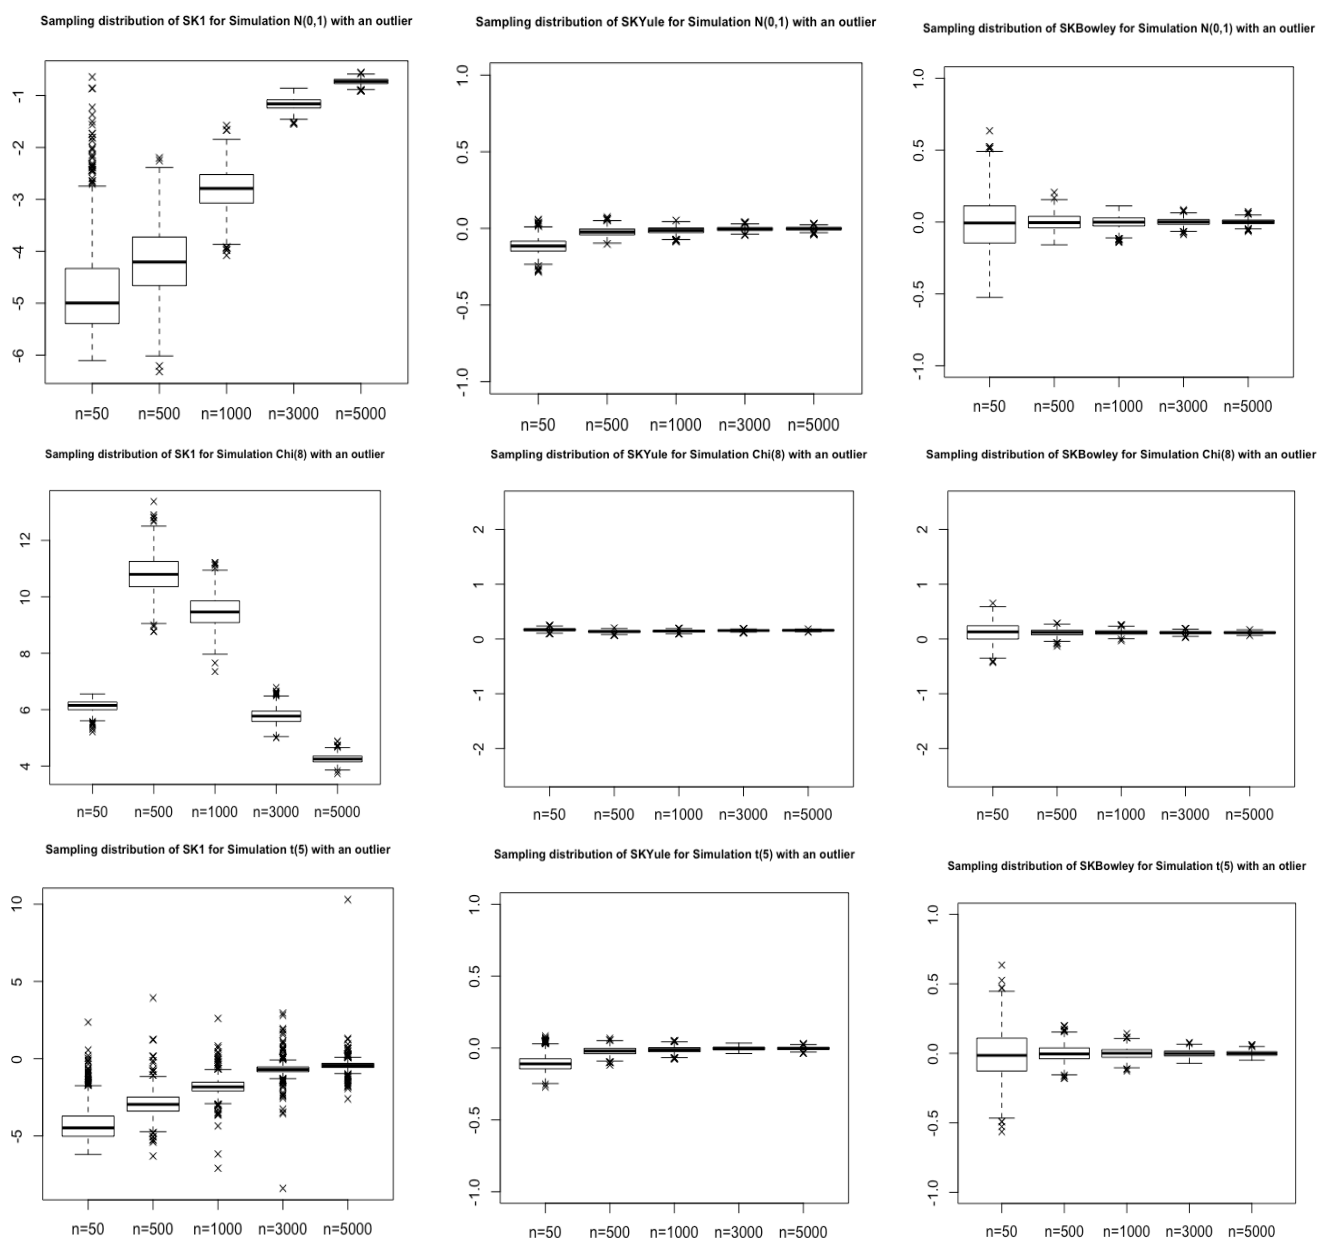 Sampling distribution of SK1 for Simulation N(0,1) with an outlier
-1
-2
-3
-4
-5
-6
n=50 n=500 n=1000 n=3000 n=5000
Sampling distribution of SKYule for Simulation N(0,1) with an outlier
1.0
0.5
0.0
-0.5
-1.0
n=50 n=500 n=1000 n=3000 n=5000
Sampling distribution of SKBowley for Simulation N(0,1) with an outlier
1.0
0.5
0.0
-0.5
-1.0
n=50 n=500 n=1000 n=3000 n=5000
Sampling distribution of SK1 for Simulation Chi(8) with an outlier
12
10
8
6
4
n=50 n=500 n=1000 n=3000 n=5000
Sampling distribution of SKYule for Simulation Chi(8) with an outlier
2
1
0
-1
-2
n=50 n=500 n=1000 n=3000 n=5000
Sampling distribution of SKBowley for Simulation Chi(8) with an outlier
2
1
0
-1
-2
n=50 n=500 n=1000 n=3000 n=5000
Sampling distribution of SK1 for Simulation t(5) with an outlier
10
5
0
-5
n=50 n=500 n=1000 n=3000 n=5000
Sampling distribution of SKYule for Simulation t(5) with an outlier
1.0
0.5
0.0
-0.5
-1.0
n=50 n=500 n=1000 n=3000 n=5000
Sampling distribution of SKBowley for Simulation t(5) with an otlier
1.0
0.5
0.0
-0.5
-1.0
n=50 n=500 n=1000 n=3000 n=5000